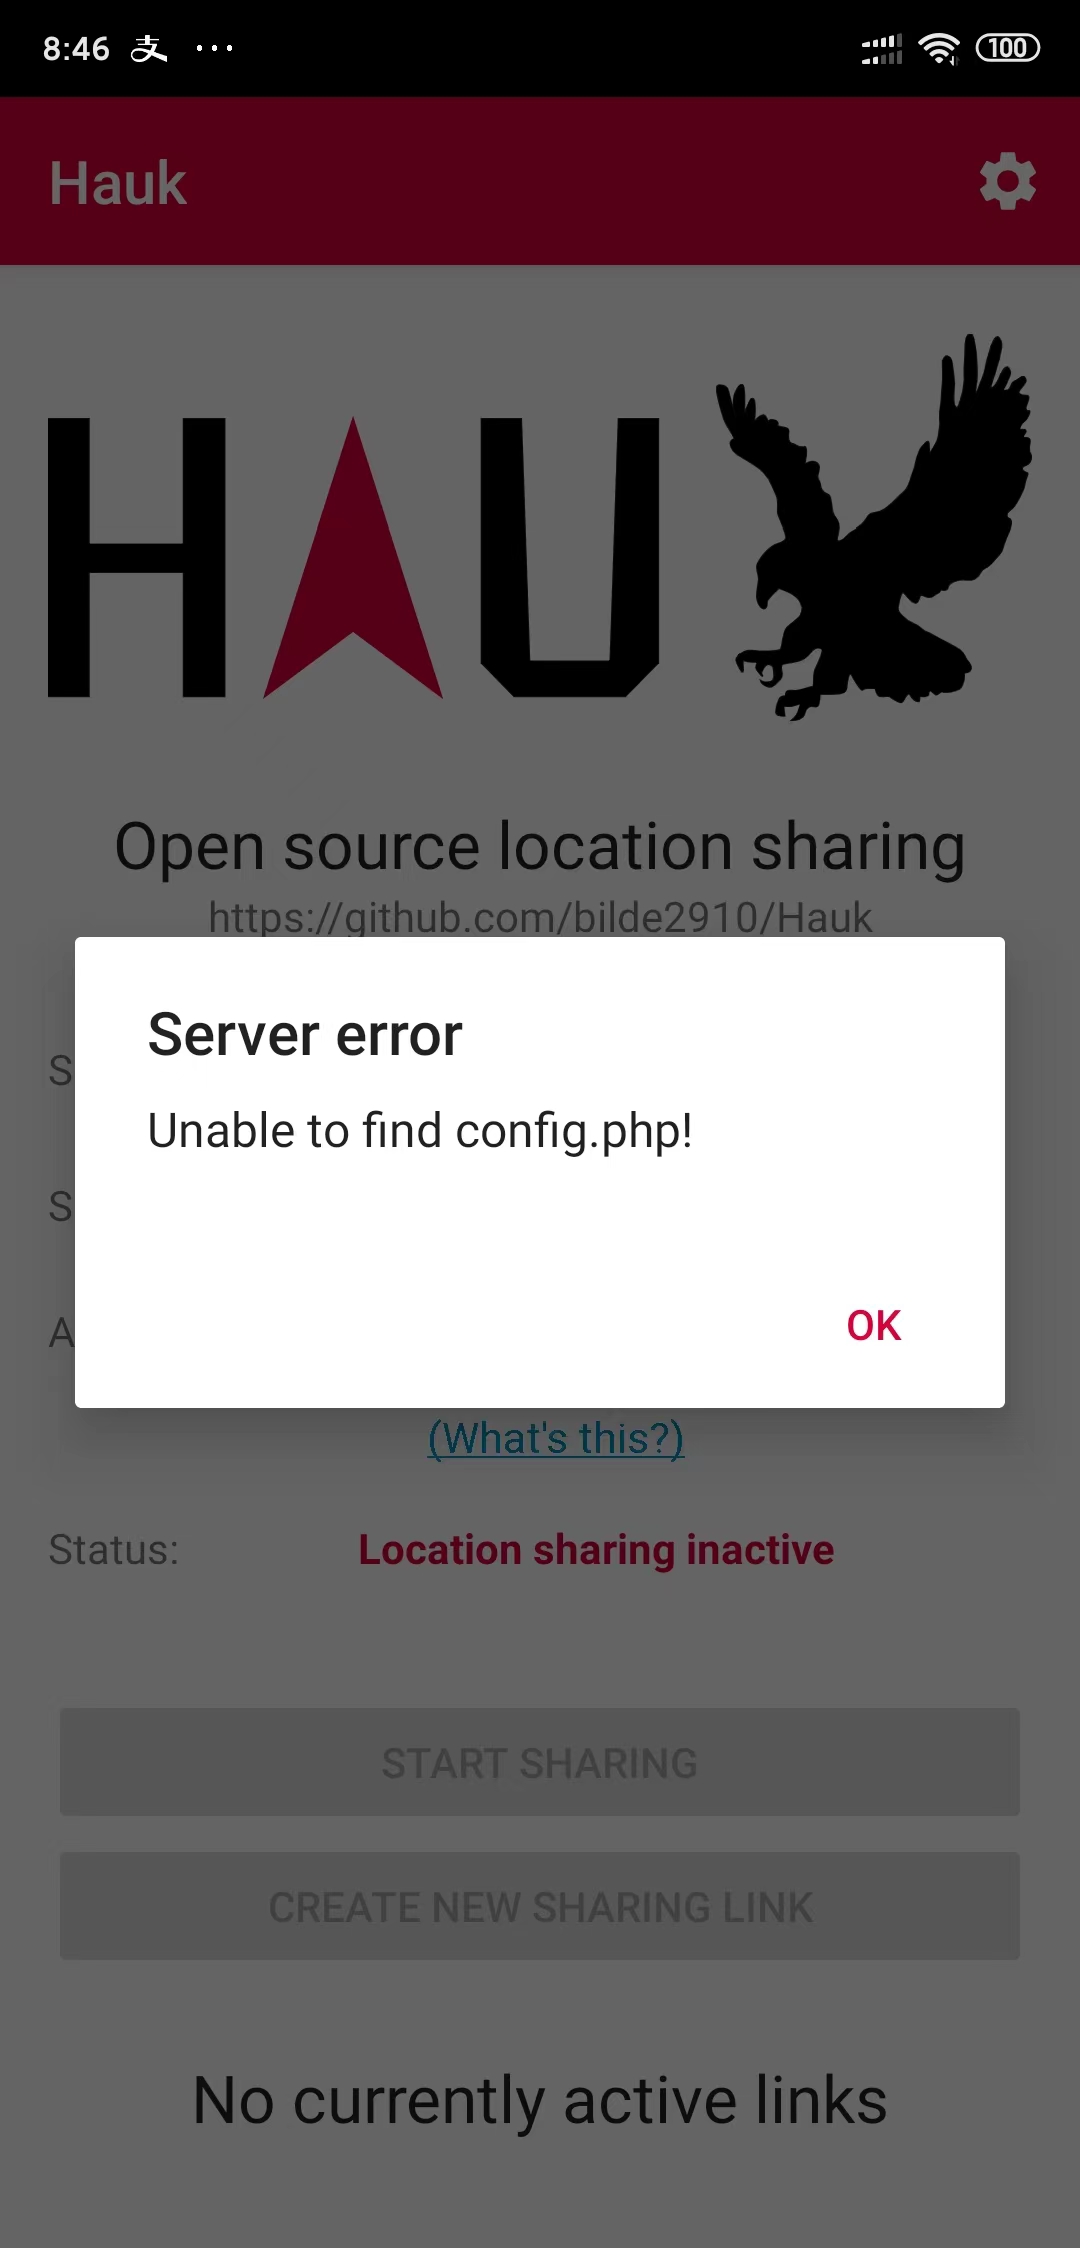 8:46 支 ...
100
Hauk
HAUK
Open source location sharing
https://github.com/bilde2910/Hauk
Server error
Unable to find config.php!
S
S
A
OK
(What's this?)
Status: Location sharing inactive
START SHARING
CREATE NEW SHARING LINK
No currently active links